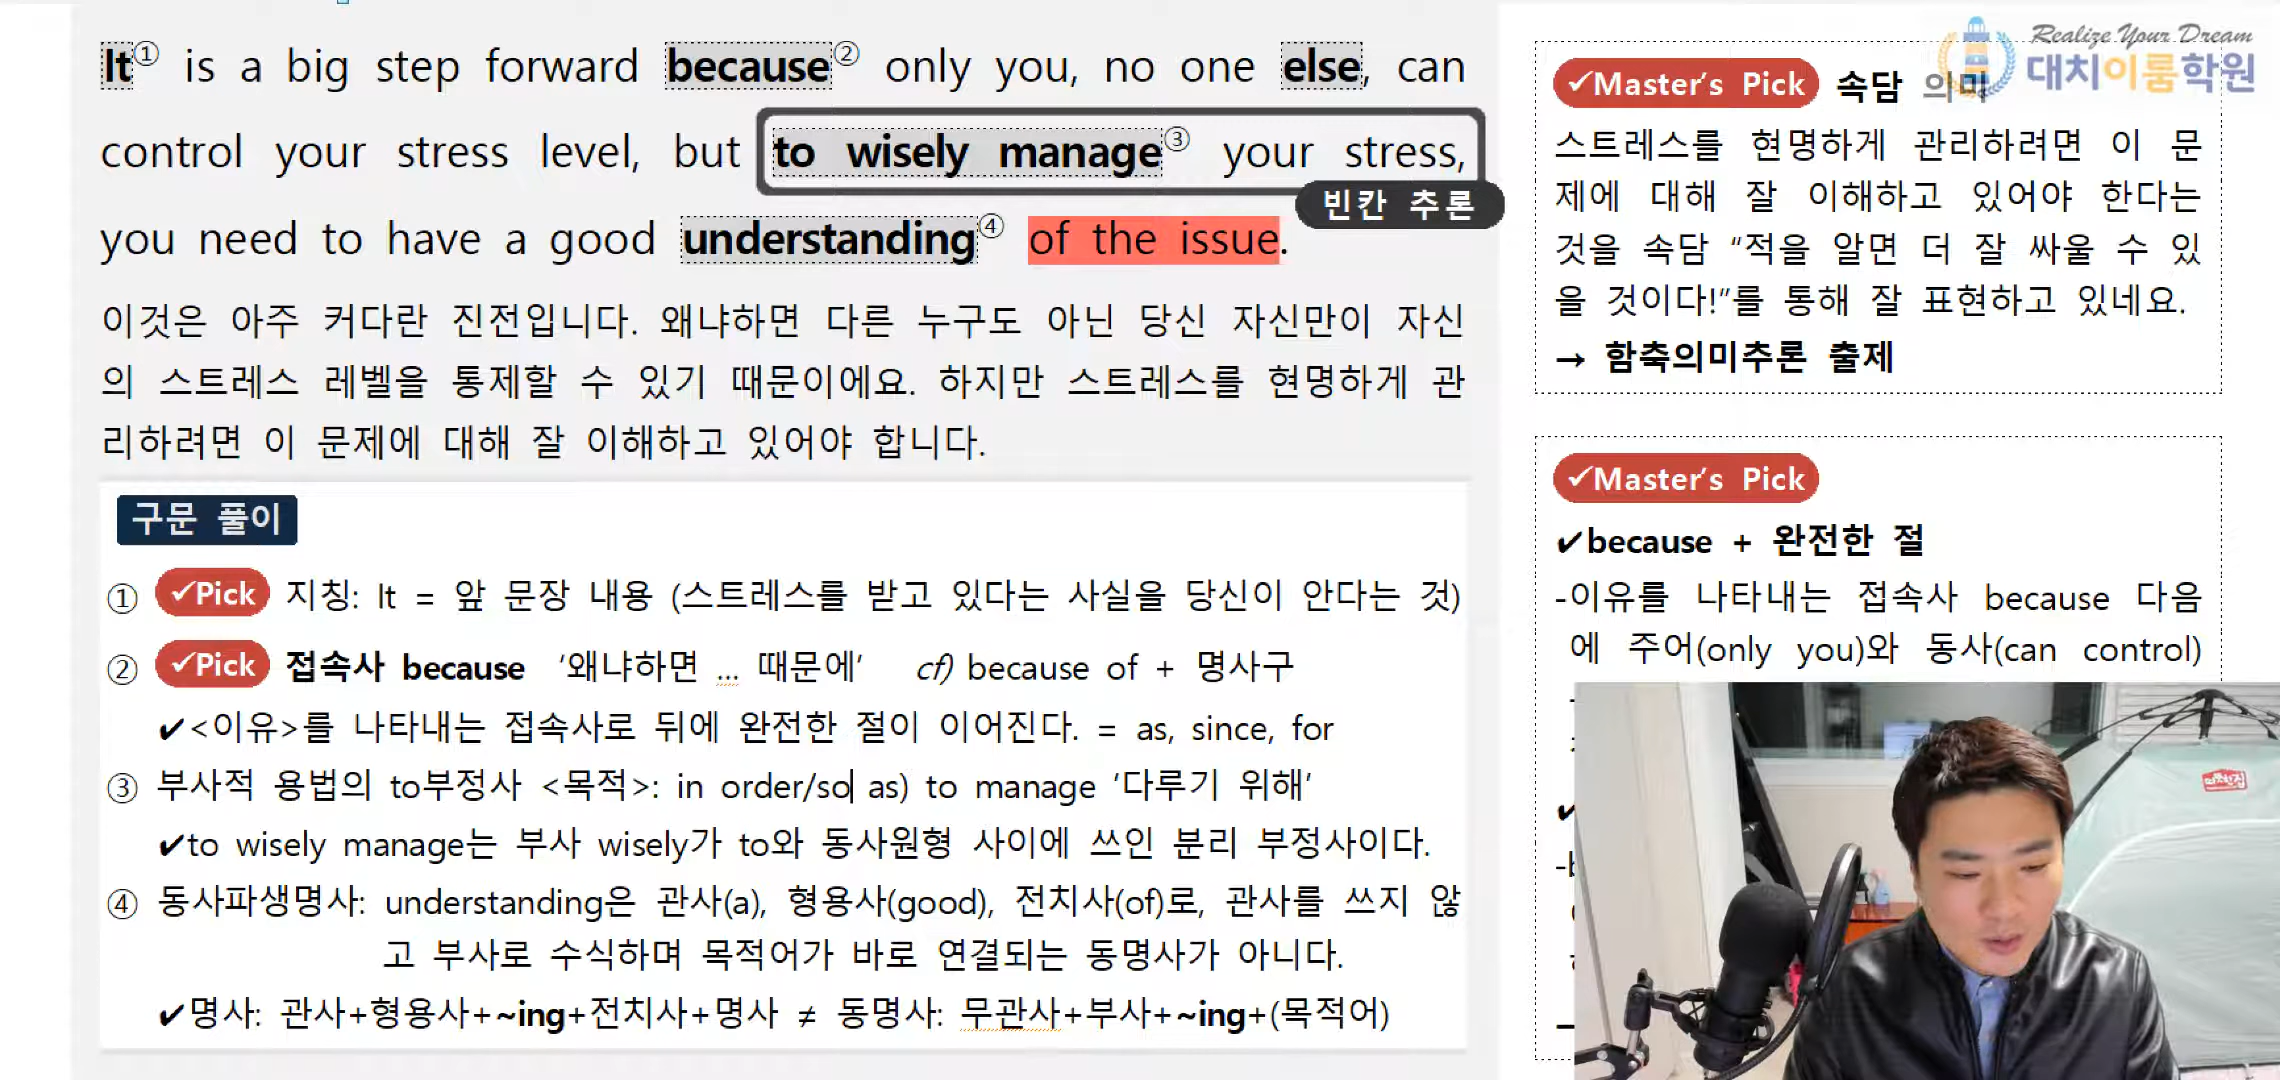 It① is a big step forward because② only you, no one else, can
control your stress level, but to wisely manage③ your stress,
빈칸 추론
you need to have a good understanding④ of the issue.
이것은 아주 커다란 진전입니다. 왜냐하면 다른 누구도 아닌 당신 자신만이 자신
의 스트레스 레벨을 통제할 수 있기 때문이에요. 하지만 스트레스를 현명하게 관
리하려면 이 문제에 대해 잘 이해하고 있어야 합니다.
구문 풀이
① ✓Pick 지칭: It = 앞 문장 내용 (스트레스를 받고 있다는 사실을 당신이 안다는 것)
② ✓Pick 접속사 because ‘왜냐하면 … 때문에’ cf) because of + 명사구
✔<이유>를 나타내는 접속사로 뒤에 완전한 절이 이어진다. = as, since, for
③ 부사적 용법의 to부정사 <목적>: in order/so as) to manage ‘다루기 위해’
✔to wisely manage는 부사 wisely가 to와 동사원형 사이에 쓰인 분리 부정사이다.
④ 동사파생명사: understanding은 관사(a), 형용사(good), 전치사(of)로, 관사를 쓰지 않
고 부사로 수식하며 목적어가 바로 연결되는 동명사가 아니다.
✔명사: 관사+형용사+~ing+전치사+명사 ≠ 동명사: 무관사+부사+~ing+(목적어)
Realize Your Dream
대치이룸학원
✓Master’s Pick 속담 의미
스트레스를 현명하게 관리하려면 이 문
제에 대해 잘 이해하고 있어야 한다는
것을 속담 “적을 알면 더 잘 싸울 수 있
을 것이다!”를 통해 잘 표현하고 있네요.
→ 함축의미추론 출제
✓Master’s Pick
✔because + 완전한 절
-이유를 나타내는 접속사 because 다음
에 주어(only you)와 동사(can control)